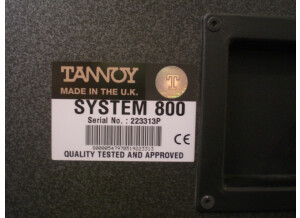 TANNOY
T
MADE IN THE U.K.
SYSTEM 800
Serial No.: 223313P
QUALITY TESTED AND APPROVED
CE